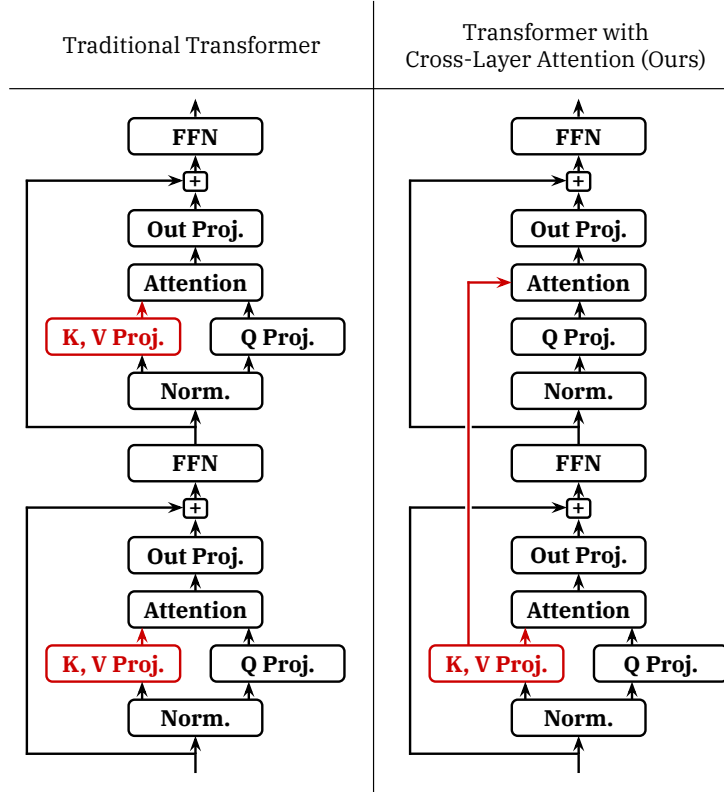 Traditional Transformer
Transformer with
Cross-Layer Attention (Ours)
FFN
+
Out Proj.
Attention
K, V Proj.
Q Proj.
Norm.
FFN
+
Out Proj.
Attention
K, V Proj.
Q Proj.
Norm.
FFN
+
Out Proj.
Attention
Q Proj.
Norm.
FFN
+
Out Proj.
Attention
K, V Proj.
Q Proj.
Norm.